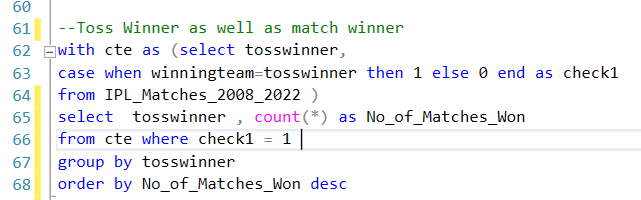 60
61 --Toss Winner as well as match winner
62 with cte as (select tosswinner,
63 case when winningteam=tosswinner then 1 else 0 end as check1
64 from IPL_Matches_2008_2022 )
65 select  tosswinner , count(*) as No_of_Matches_Won
66 from cte where check1 = 1
67 group by tosswinner
68 order by No_of_Matches_Won desc